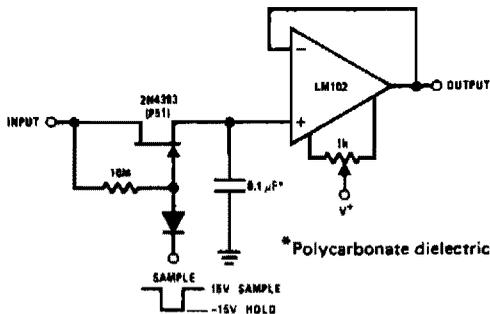 2N4393
(P51)
INPUT
10M
0.1 µF*
LM102
OUTPUT
1k
V+
*Polycarbonate dielectric
SAMPLE
15V SAMPLE
-15V HOLD